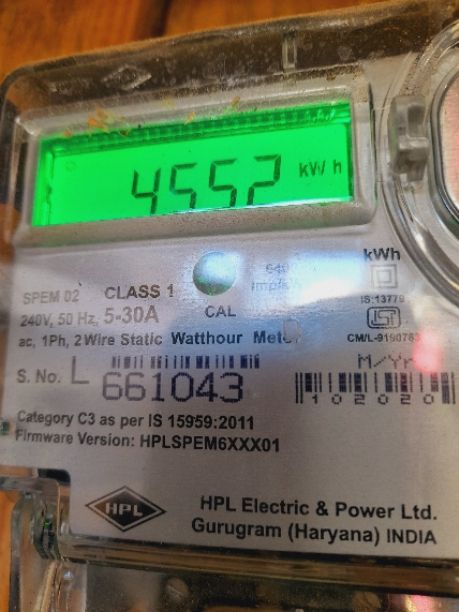 4552 kWh
kWh
SPEM 02 CLASS 1
240V, 50 Hz, 5-30A CAL
IS:13779
ac, 1Ph, 2 Wire Static Watthour Meter
CM/L-9190783
M/Yr
S. No. L 661043
102020
Category C3 as per IS 15959:2011
Firmware Version: HPLSPEM6XXX01
HPL
HPL Electric & Power Ltd.
Gurugram (Haryana) INDIA